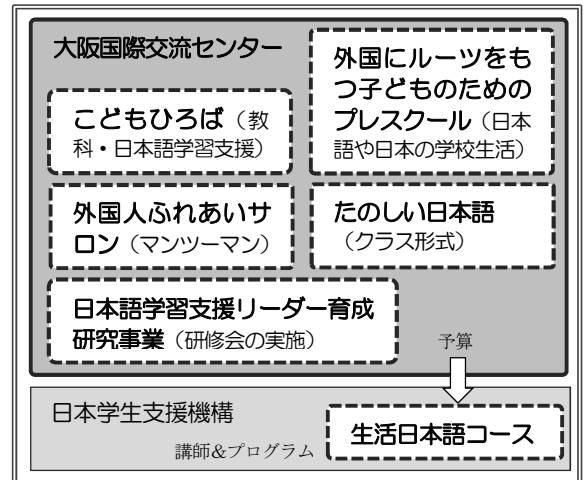 大阪国際交流センター
外国にルーツをも
つ子どものための
プレスクール（日本
語や日本の学校生活）
こどもひろば（教
科・日本語学習支援）
外国人ふれあいサ
ロン（マンツーマン）
たのしい日本語
（クラス形式）
日本語学習支援リーダー育成
研究事業（研修会の実施）
予算
日本学生支援機構
講師&プログラム
生活日本語コース